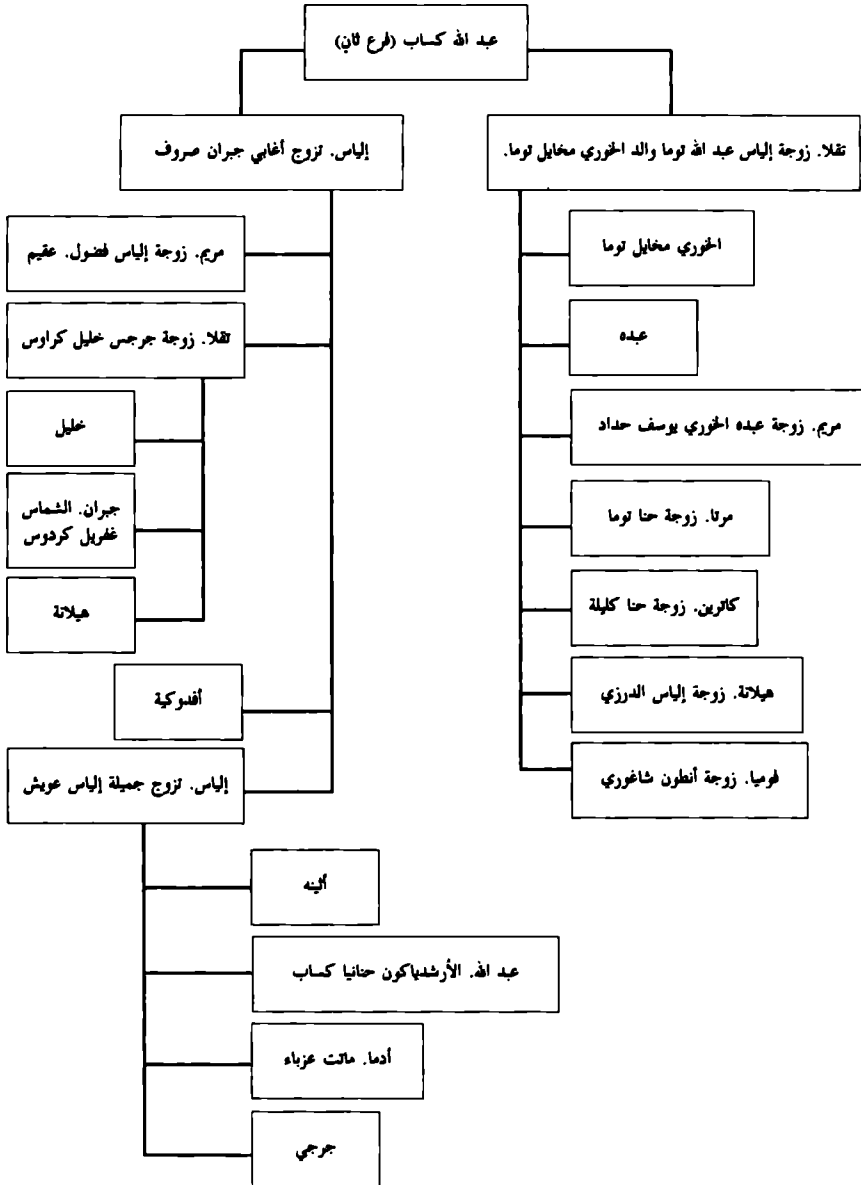 عبد الله كساب (فرع ثانٍ)
تقلا. زوجة إلياس عبد الله توما والد الخوري مخايل توما.
الخوري مخايل توما
عبده
مريم. زوجة عبده الخوري يوسف حداد
مرتا. زوجة حنا توما
كاترين. زوجة حنا كليلة
هيلانة. زوجة إلياس الدرزي
فوميا. زوجة أنطون شاغوري
إلياس. تزوج أغابي جبران صروف
مريم. زوجة إلياس فضول. عقيم
تقلا. زوجة جرجس خليل كراوس
خليل
جبران. الشماس
غفريل كردوس
هيلانة
أفدوكية
إلياس. تزوج جميلة إلياس عويش
ألينه
عبد الله. الأرشدياكون حنانيا كساب
أدما. ماتت عزباء
جرجي